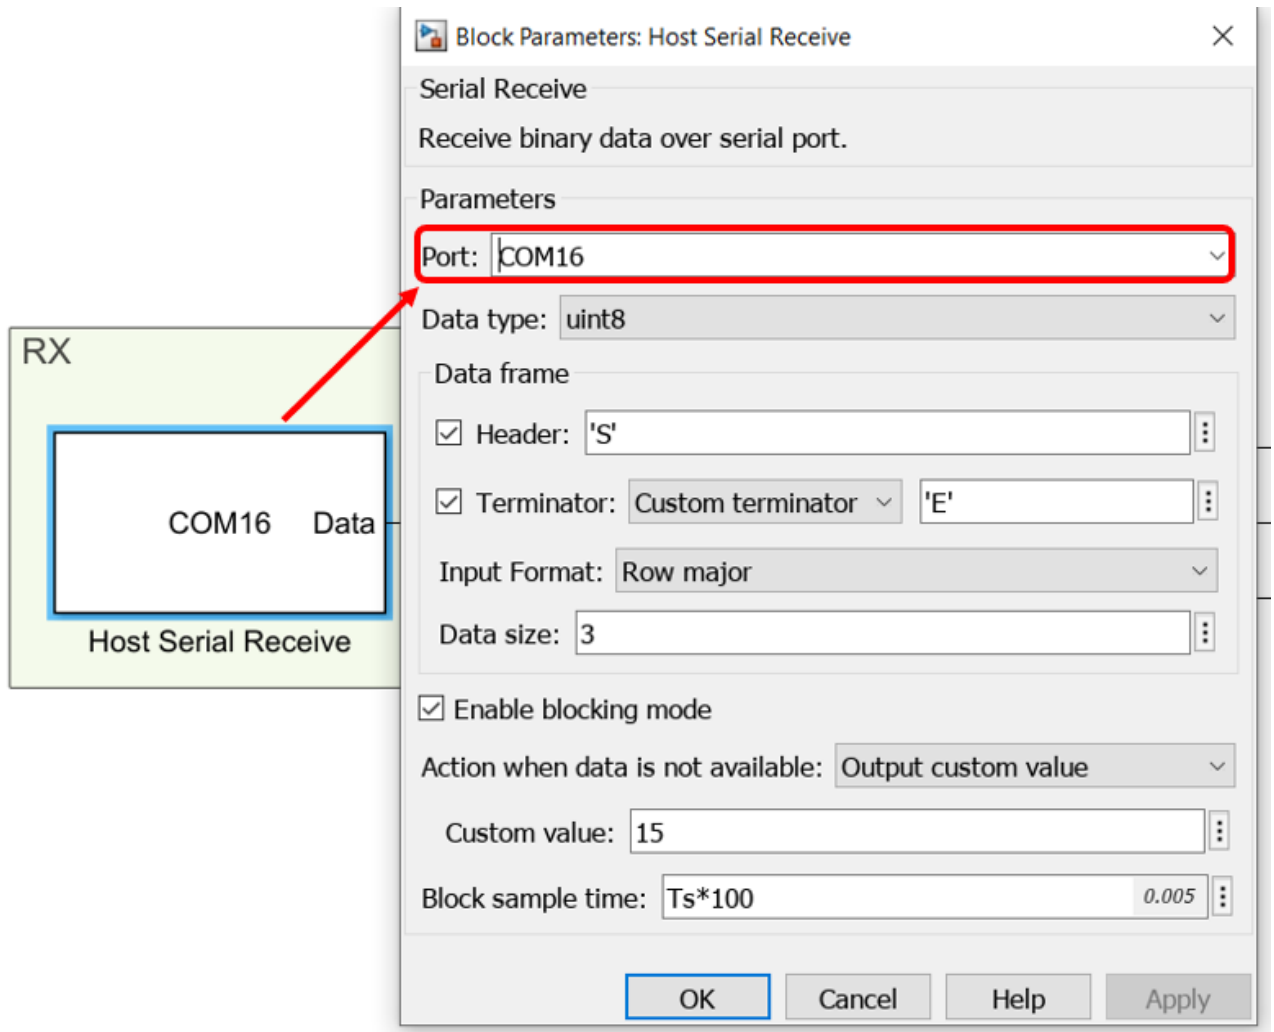 Block Parameters: Host Serial Receive
Serial Receive
Receive binary data over serial port.
Parameters
Port: COM16
Data type: uint8
Data frame
Header: 'S'
Terminator: Custom terminator 'E'
Input Format: Row major
Data size: 3
Enable blocking mode
Action when data is not available: Output custom value
Custom value: 15
Block sample time: Ts*100 0.005
OK Cancel Help Apply
RX
COM16 Data
Host Serial Receive